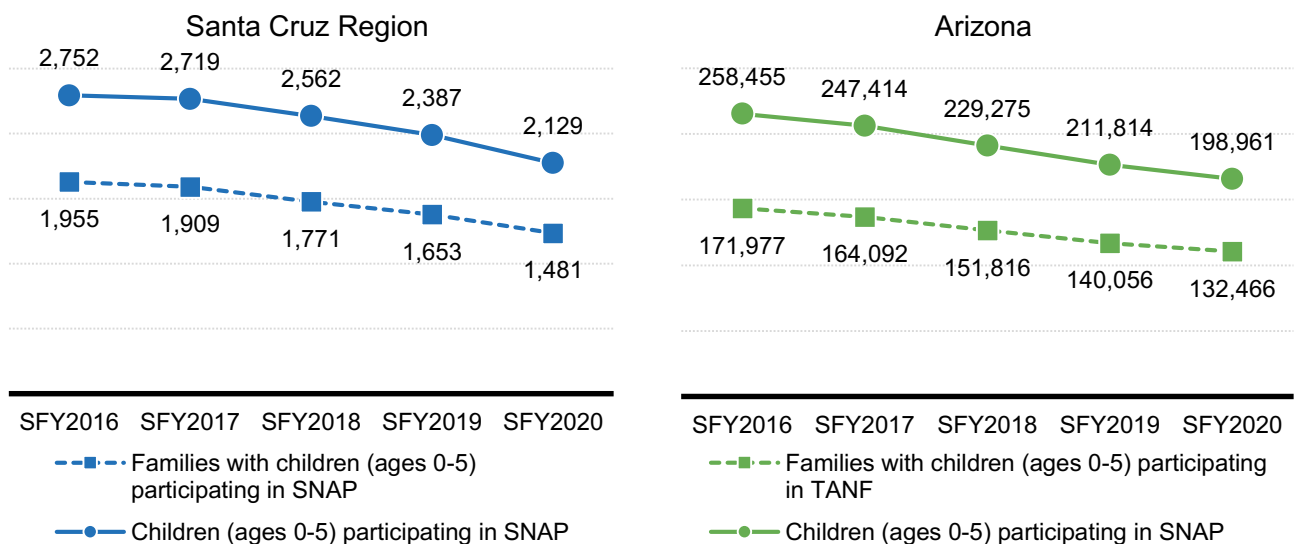 Santa Cruz Region
2,752
2,719
2,562
2,387
2,129
1,955
1,909
1,771
1,653
1,481
SFY2016 SFY2017 SFY2018 SFY2019 SFY2020
Families with children (ages 0-5)
participating in SNAP
Children (ages 0-5) participating in SNAP
Arizona
258,455
247,414
229,275
211,814
198,961
171,977
164,092
151,816
140,056
132,466
SFY2016 SFY2017 SFY2018 SFY2019 SFY2020
Families with children (ages 0-5) participating
in TANF
Children (ages 0-5) participating in SNAP